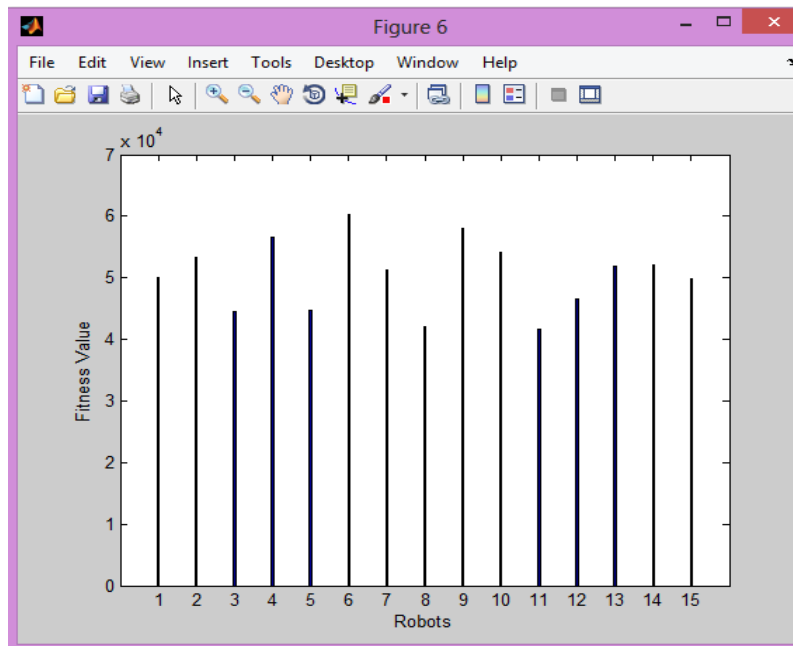 Figure 6
File Edit View Insert Tools Desktop Window Help
x 10^4
7
6
5
4
3
2
1
0
Fitness Value
1 2 3 4 5 6 7 8 9 10 11 12 13 14 15
Robots